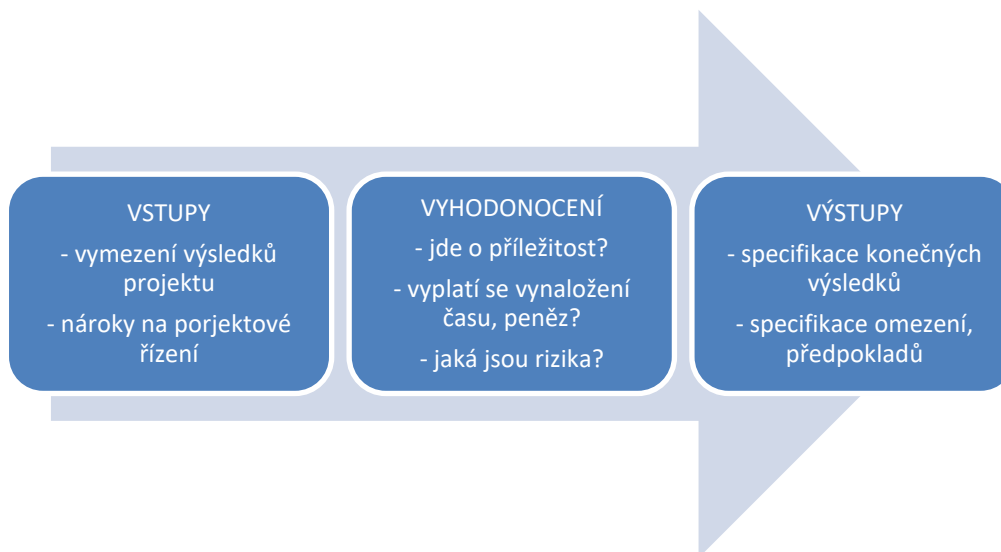 VSTUPY
- vymezení výsledků
projektu
- nároky na porjektové
řízení
VYHODONOCENÍ
- jde o příležitost?
- vyplatí se vynaložení
času, peněz?
- jaká jsou rizika?
VÝSTUPY
- specifikace konečných
výsledků
- specifikace omezení,
předpokladů